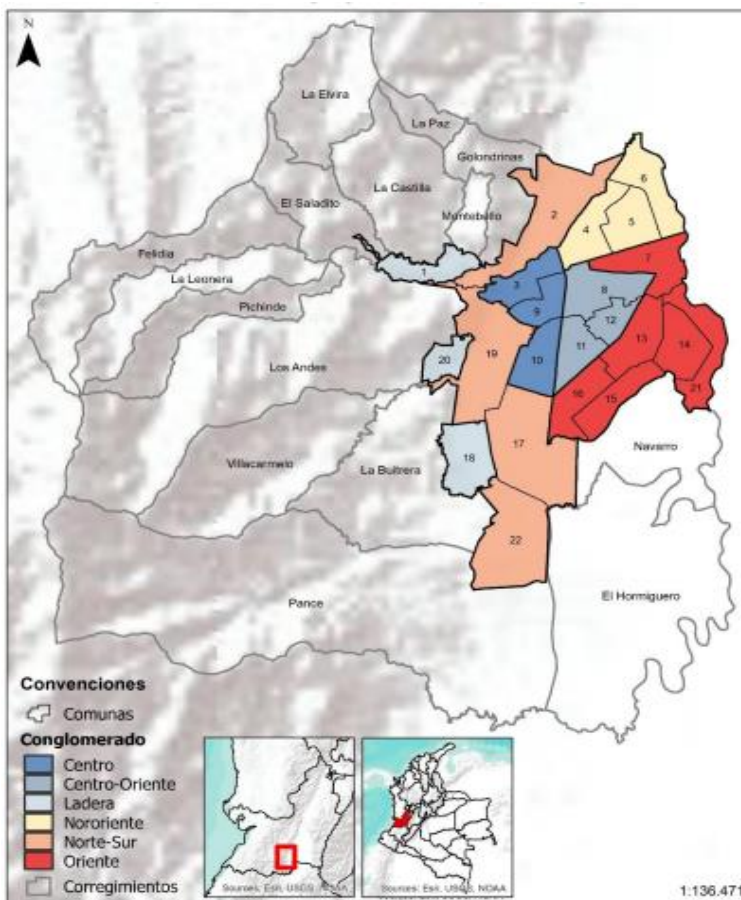 N
La Elvira
La Paz
Golondrinas
La Castilla
El Saladito
Montebello
6
2
5
4
Felidia
7
1
La Leonera
3
8
Pichinde
9
12
13
14
11
19
20
10
Los Andes
21
16
15
17
Navarro
18
Villacarmelo
La Buitrera
22
Pance
El Hormiguero
Convenciones
Comunas
Conglomerado
Centro
Centro-Oriente
Ladera
Nororiente
Norte-Sur
Oriente
Corregimientos
Sources: Esri, USGS, NOAA
Sources: Esri, USGS, NOAA
1:136.471